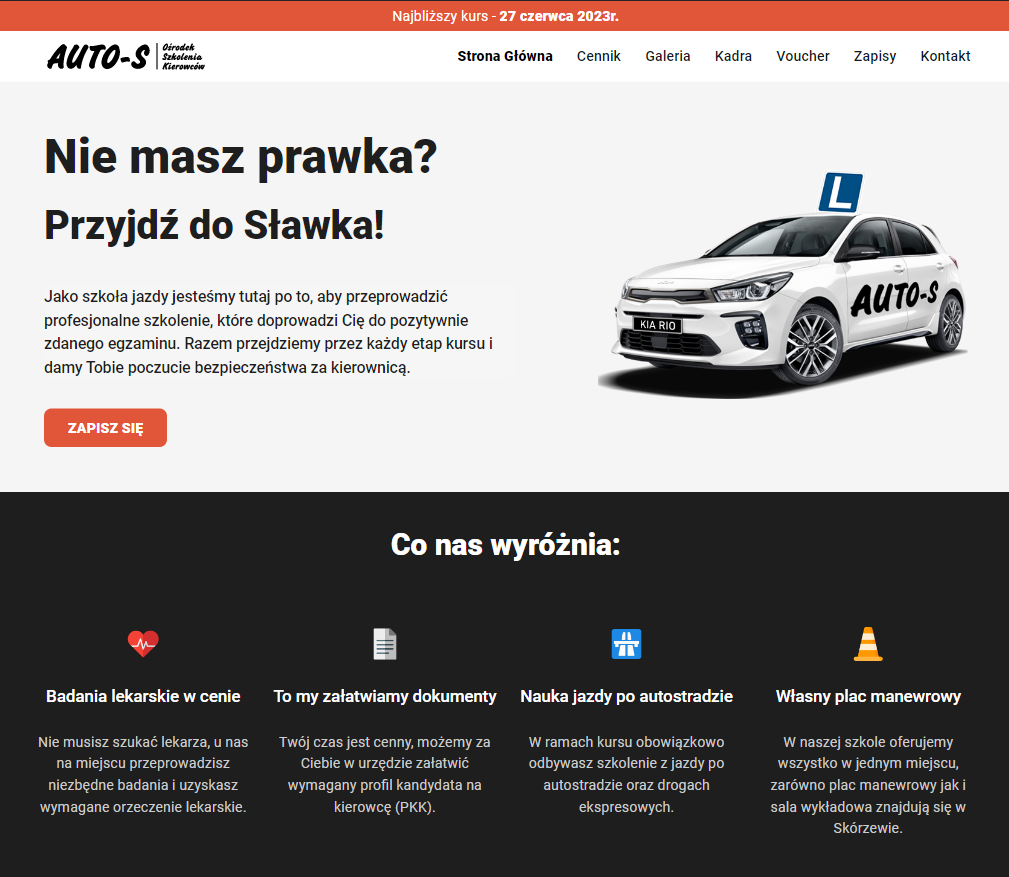 Najbliższy kurs - 27 czerwca 2023r.
AUTO-S
Ośrodek
Szkolenia
Kierowców
Strona Główna Cennik Galeria Kadra Voucher Zapisy Kontakt
Nie masz prawka?
Przyjdź do Sławka!
Jako szkoła jazdy jesteśmy tutaj po to, aby przeprowadzić
profesjonalne szkolenie, które doprowadzi Cię do pozytywnie
zdanego egzaminu. Razem przejdziemy przez każdy etap kursu i
damy Tobie poczucie bezpieczeństwa za kierownicą.
ZAPISZ SIĘ
L
AUTO-S
KIA RIO
Co nas wyróżnia:
Badania lekarskie w cenie
Nie musisz szukać lekarza, u nas
na miejscu przeprowadzisz
niezbędne badania i uzyskasz
wymagane orzeczenie lekarskie.
To my załatwiamy dokumenty
Twój czas jest cenny, możemy za
Ciebie w urzędzie załatwić
wymagany profil kandydata na
kierowcę (PKK).
Nauka jazdy po autostradzie
W ramach kursu obowiązkowo
odbywasz szkolenie z jazdy po
autostradzie oraz drogach
ekspresowych.
Własny plac manewrowy
W naszej szkole oferujemy
wszystko w jednym miejscu,
zarówno plac manewrowy jak i
sala wykładowa znajdują się w
Skórzewie.